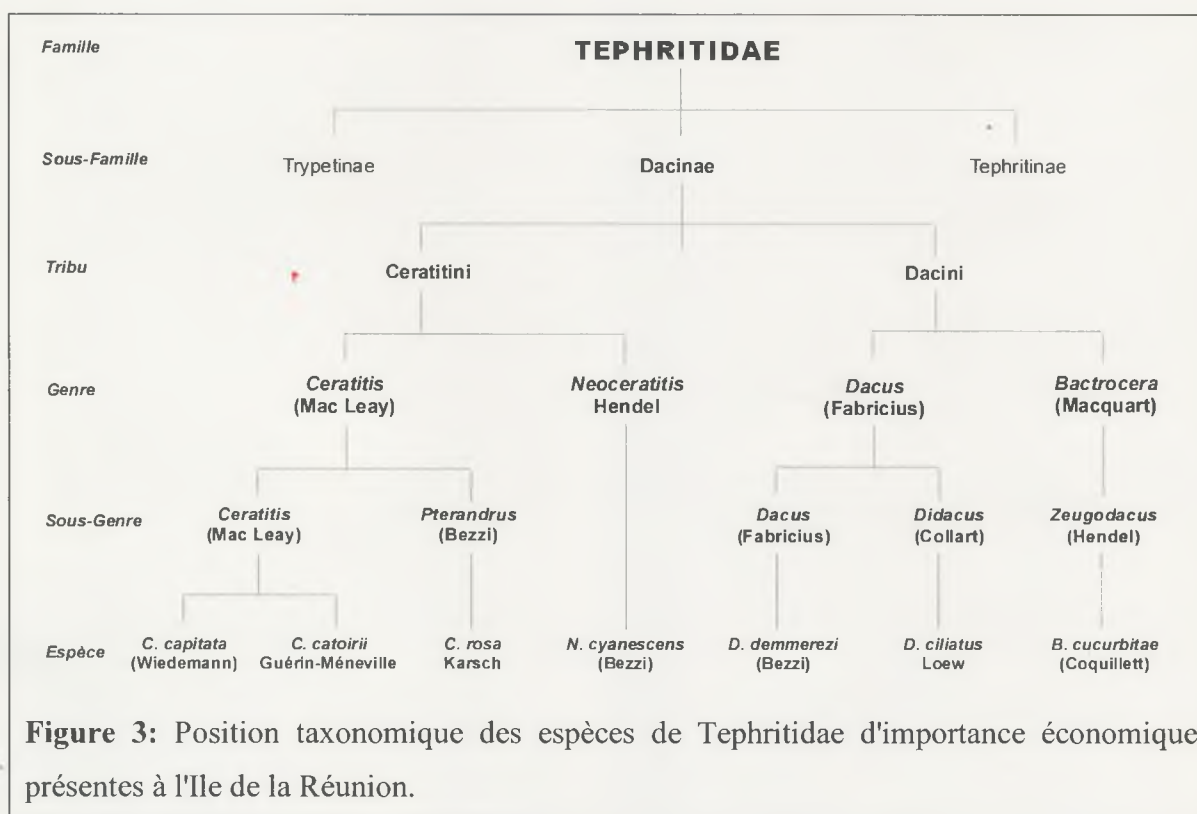 Famille TEPHRITIDAE
Sous-Famille Trypetinae Dacinae Tephritinae
Tribu Ceratitini Dacini
Genre Ceratitis Neoceratitis Dacus Bactrocera
(Mac Leay) Hendel (Fabricius) (Macquart)
Sous-Genre Ceratitis Pterandrus Dacus Didacus Zeugodacus
(Mac Leay) (Bezzi) (Fabricius) (Collart) (Hendel)
Espèce C. capitata C. catoirii C. rosa N. cyanescens D. demmerezi D. ciliatus B. cucurbitae
(Wiedemann) Guérin-Méneville Karsch (Bezzi) (Bezzi) Loew (Coquillett)
Figure 3: Position taxonomique des espèces de Tephritidae d'importance économique
présentes à l'Ile de la Réunion.